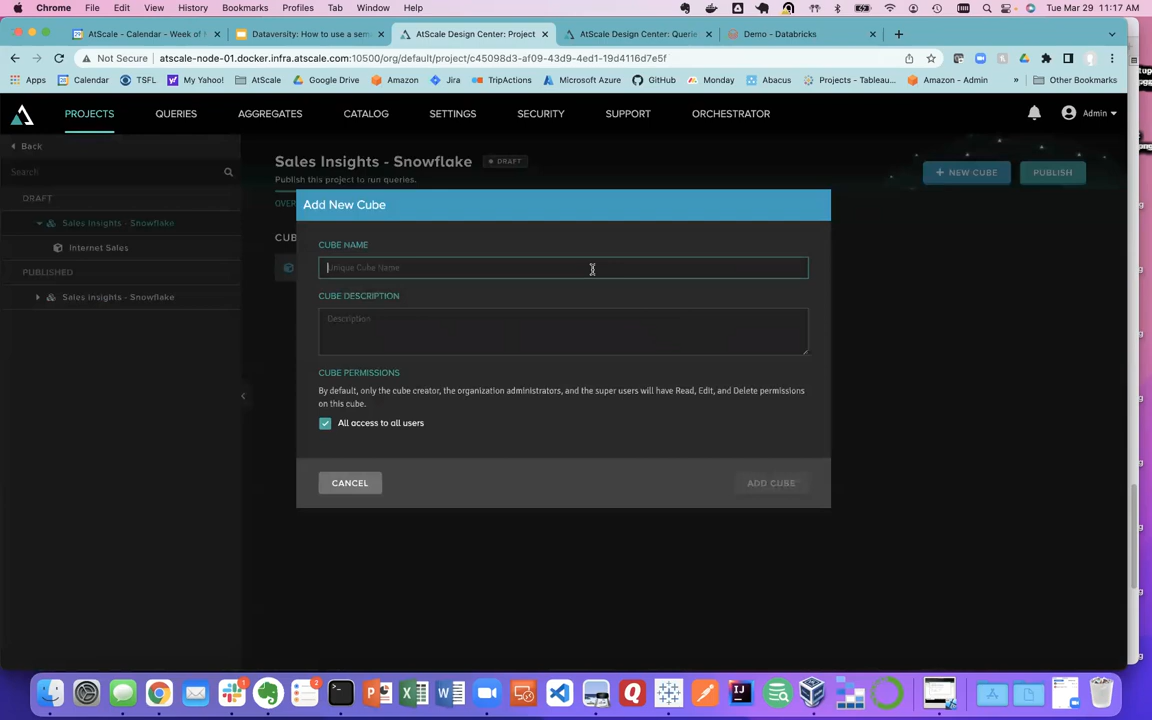 Chrome File Edit View History Bookmarks Profiles Tab Window Help Tue Mar 29 11:17 AM
AtScale - Calendar - Week of Dataversity: How to use a sem AtScale Design Center: Project AtScale Design Center: Querie Demo - Databricks
Not Secure atscale-node-01.docker.infra.atscale.com:10500/org/default/project/c45098d3-af09-43d9-4ed1-19d4116d7e5f
Apps Calendar TSFL My Yahoo! AtScale Google Drive Amazon Jira TripActions Microsoft Azure GitHub Monday Abacus Projects - Tableau... Amazon - Admin » Other Bookmarks
PROJECTS QUERIES AGGREGATES CATALOG SETTINGS SECURITY SUPPORT ORCHESTRATOR Admin
Back
Search
DRAFT
Sales Insights - Snowflake
Internet Sales
PUBLISHED
Sales Insights - Snowflake
Sales Insights - Snowflake DRAFT
Publish this project to run queries.
+ NEW CUBE PUBLISH
OVER
CUB
Add New Cube
CUBE NAME
Unique Cube Name
CUBE DESCRIPTION
Description
CUBE PERMISSIONS
By default, only the cube creator, the organization administrators, and the super users will have Read, Edit, and Delete permissions
on this cube.
All access to all users
CANCEL ADD CUBE
1 2